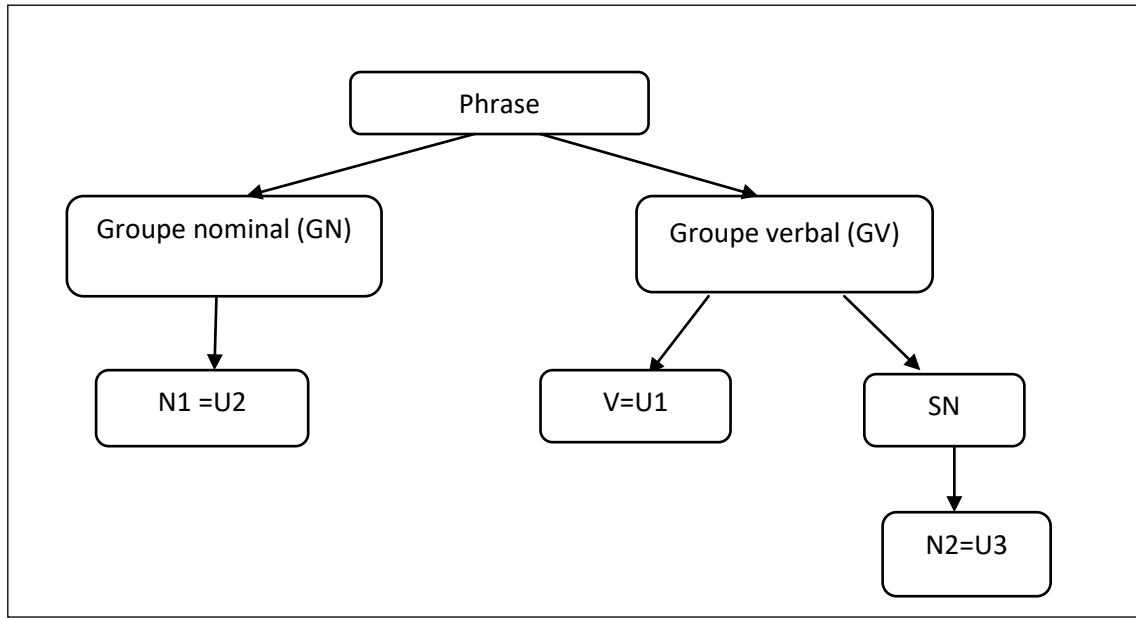 Phrase
Groupe nominal (GN)
Groupe verbal (GV)
N1 =U2
V=U1
SN
N2=U3